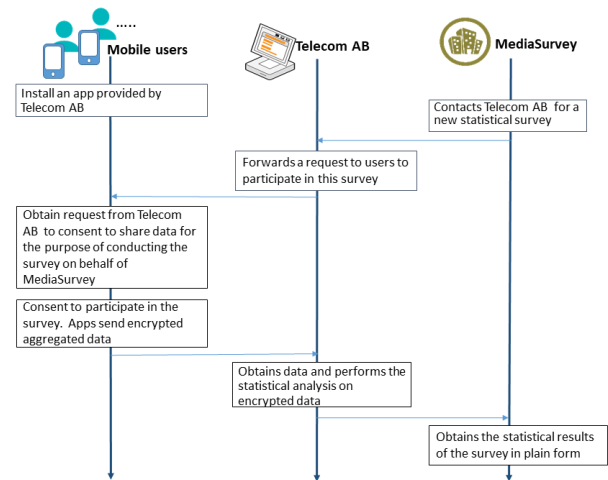 .....
Mobile users
Telecom AB
MediaSurvey
Install an app provided by
Telecom AB
Contacts Telecom AB for a
new statistical survey
Forwards a request to users to
participate in this survey
Obtain request from Telecom
AB to consent to share data for
the purpose of conducting the
survey on behalf of
MediaSurvey
Consent to participate in the
survey. Apps send encrypted
aggregated data
Obtains data and performs the
statistical analysis on
encrypted data
Obtains the statistical results
of the survey in plain form